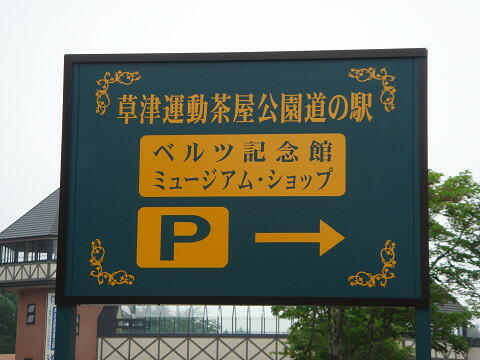 草津運動茶屋公園道の駅
ベルツ記念館
ミュージアム・ショップ
P →